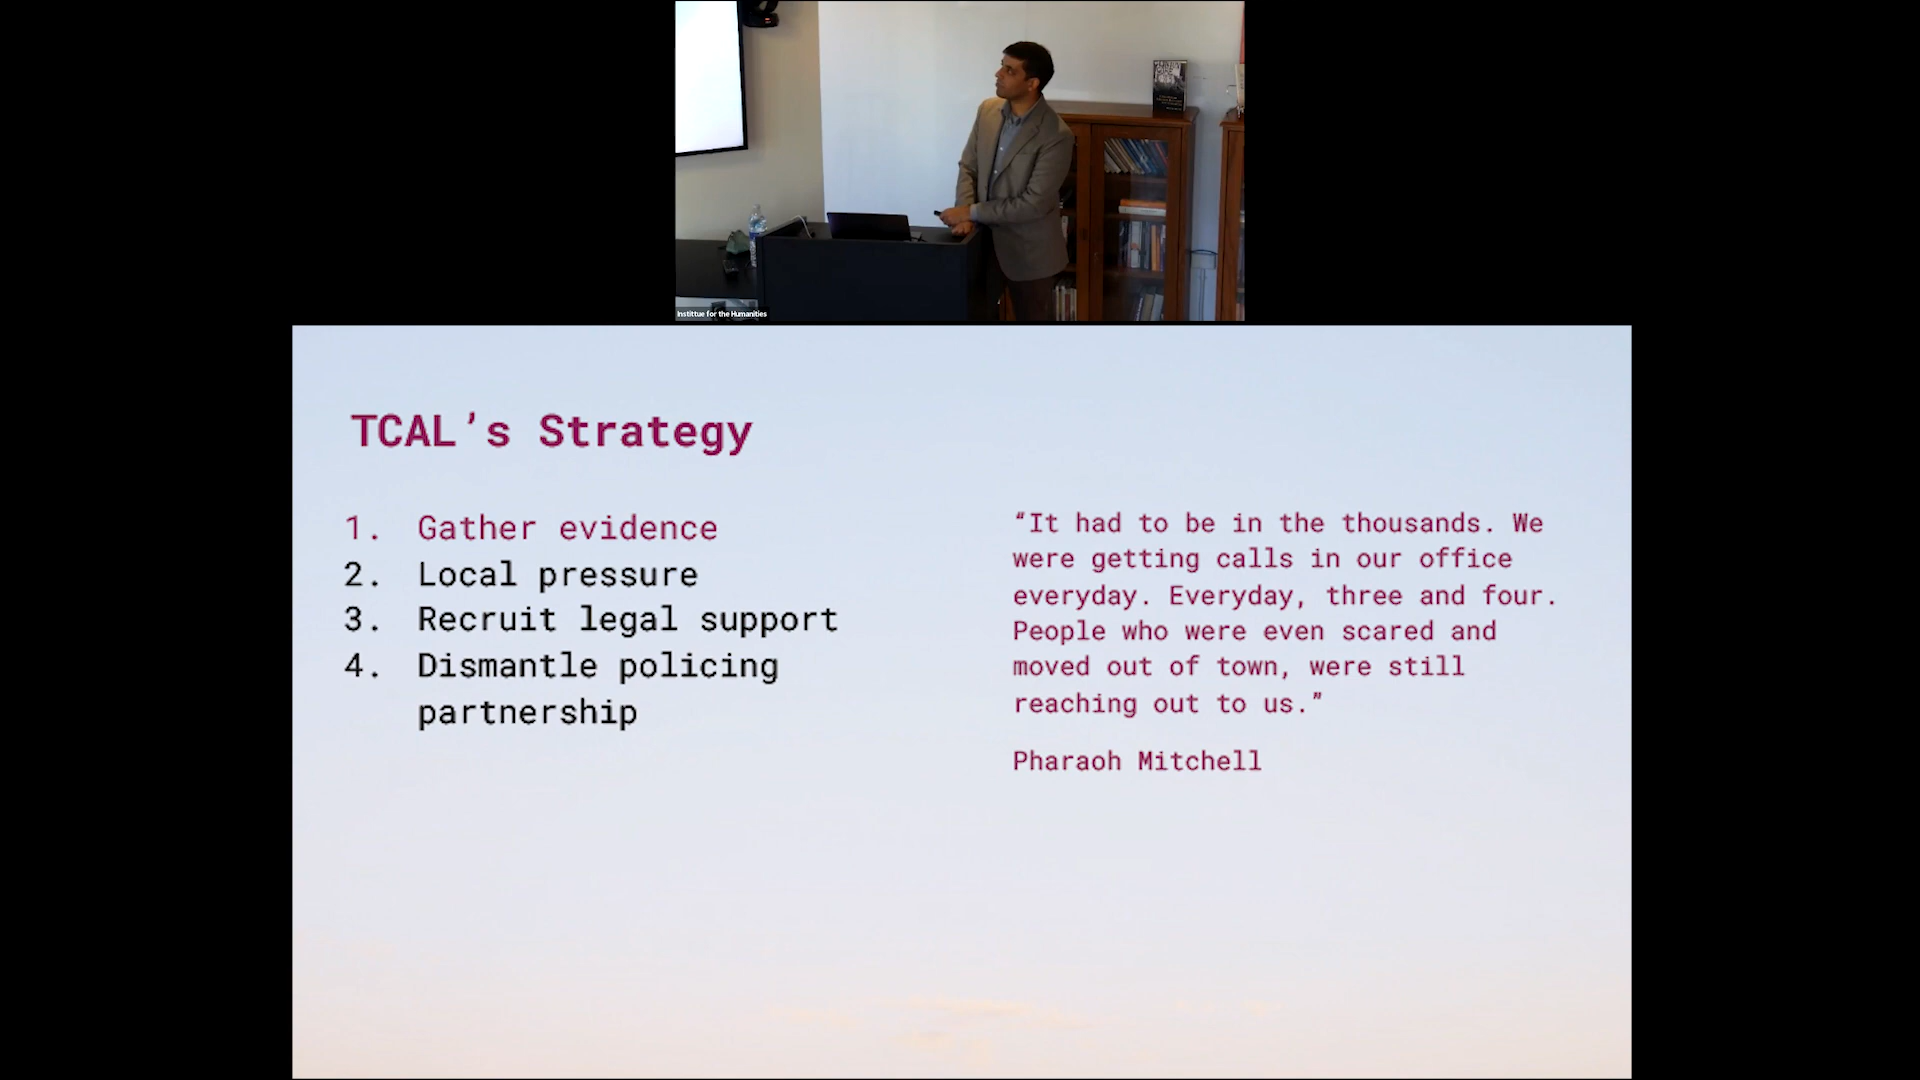 Instittue for the Humanities
TCAL’s Strategy
1. Gather evidence
2. Local pressure
3. Recruit legal support
4. Dismantle policing
partnership
“It had to be in the thousands. We
were getting calls in our office
everyday. Everyday, three and four.
People who were even scared and
moved out of town, were still
reaching out to us.”
Pharaoh Mitchell